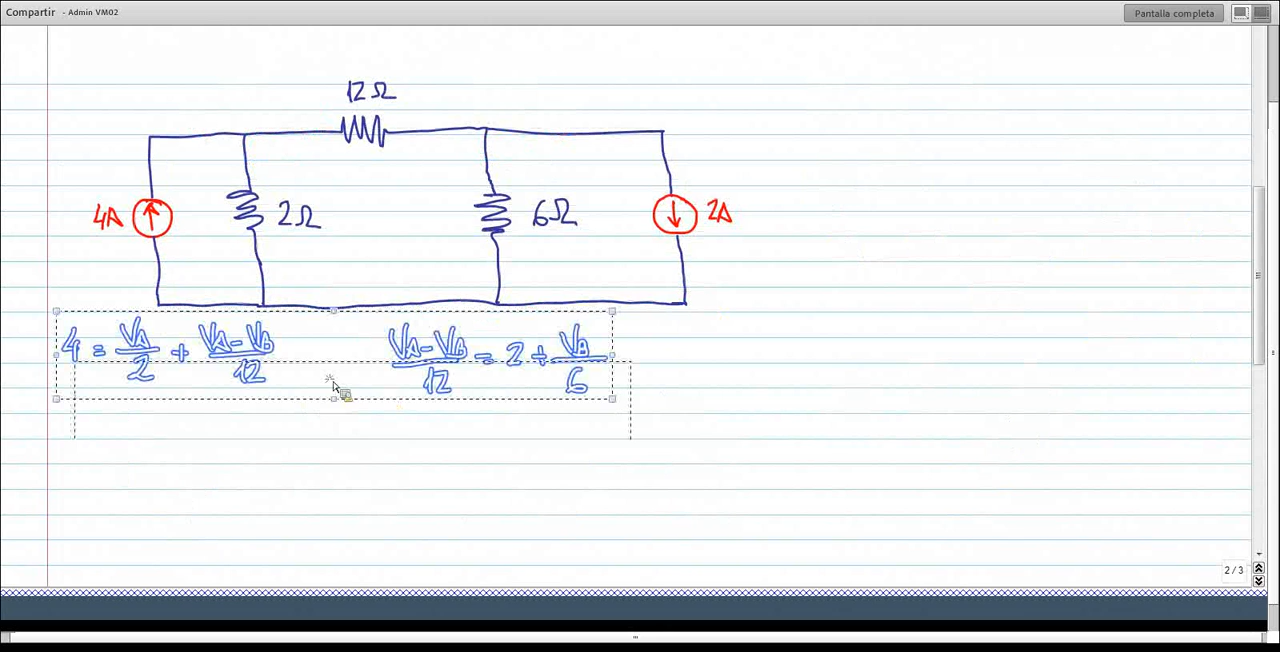 Compartir - Admin VM02
Pantalla completa
12Ω
4A
2Ω
6Ω
2A
4 = VA/2 + VA-VB/12
VA-VB/12 = 2 + VB/6
2 / 3